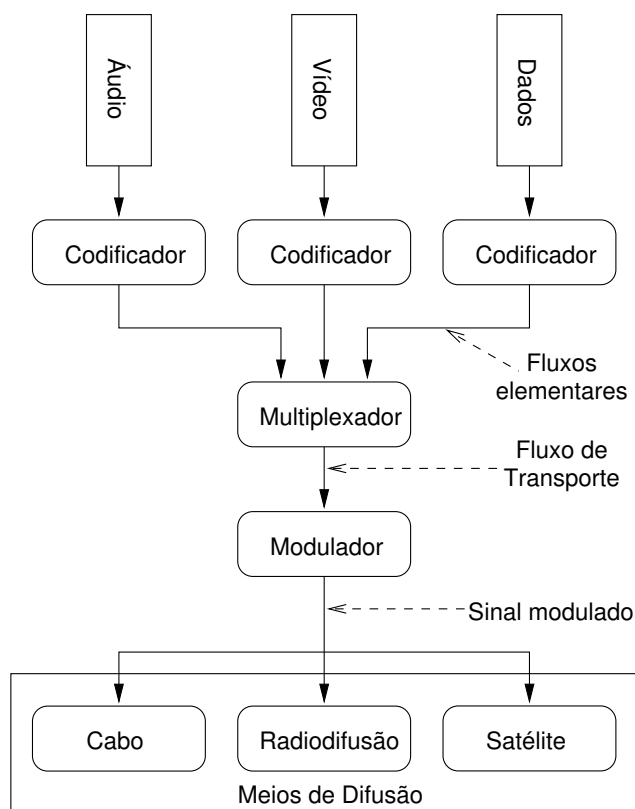 Áudio
Vídeo
Dados
Codificador
Codificador
Codificador
Fluxos
elementares
Multiplexador
Fluxo de
Transporte
Modulador
Sinal modulado
Cabo
Radiodifusão
Satélite
Meios de Difusão